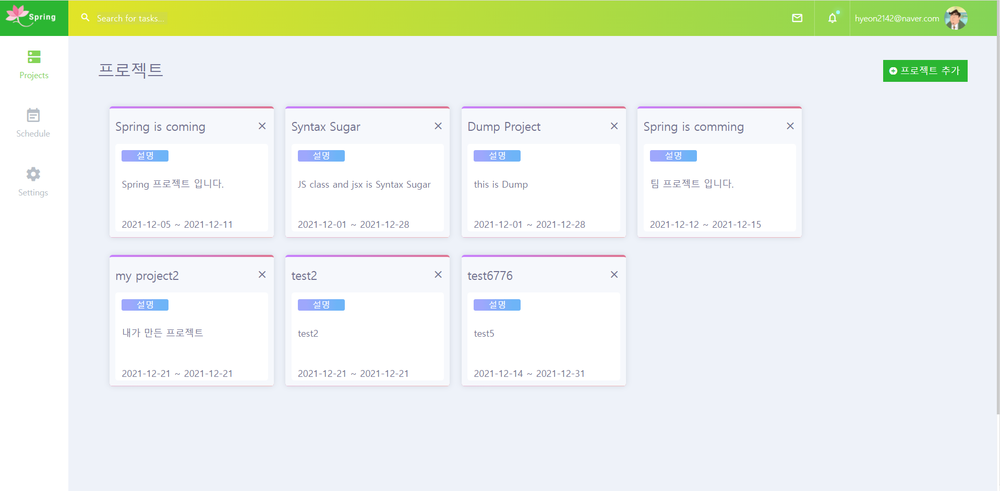 Spring
Search for tasks...
hyeon2142@naver.com
Projects
Schedule
Settings
프로젝트
프로젝트 추가
Spring is coming
설명
Spring 프로젝트 입니다.
2021-12-05 ~ 2021-12-11
Syntax Sugar
설명
JS class and jsx is Syntax Sugar
2021-12-01 ~ 2021-12-28
Dump Project
설명
this is Dump
2021-12-01 ~ 2021-12-28
Spring is comming
설명
팀 프로젝트 입니다.
2021-12-12 ~ 2021-12-15
my project2
설명
내가 만든 프로젝트
2021-12-21 ~ 2021-12-21
test2
설명
test2
2021-12-21 ~ 2021-12-21
test6776
설명
test5
2021-12-14 ~ 2021-12-31